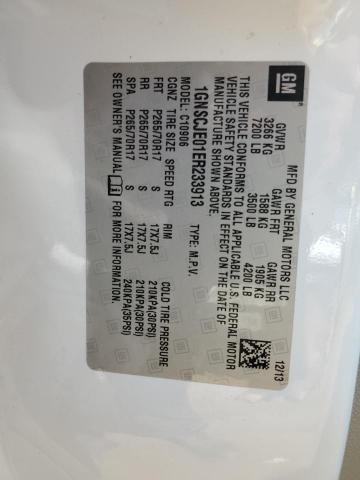 GM
MFD BY GENERAL MOTORS LLC
12/13
GVWR GAWR FRT GAWR RR
3266 KG 1588 KG 1905 KG
7200 LB 3500 LB 4200 LB
THIS VEHICLE CONFORMS TO ALL APPLICABLE U.S. FEDERAL MOTOR
VEHICLE SAFETY STANDARDS IN EFFECT ON THE DATE OF
MANUFACTURE SHOWN ABOVE.
1GNSCJE01ER233913 TYPE: M.P.V.
MODEL: C10906
CGNZ TIRE SIZE SPEED RTG RIM COLD TIRE PRESSURE
FRT P265/70R17 S 17X7.5J 210KPA(30PSI)
RR P265/70R17 S 17X7.5J 210KPA(30PSI)
SPA P265/70R17 S 17X7.5J 240KPA(35PSI)
SEE OWNER'S MANUAL FOR MORE INFORMATION.